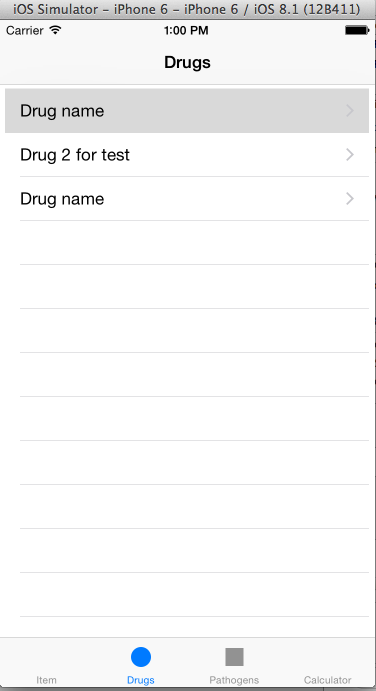 iOS Simulator - iPhone 6 - iPhone 6 / iOS 8.1 (12B411)
Carrier 1:00 PM
Drugs
Drug name
Drug 2 for test
Drug name
Item Drugs Pathogens Calculator